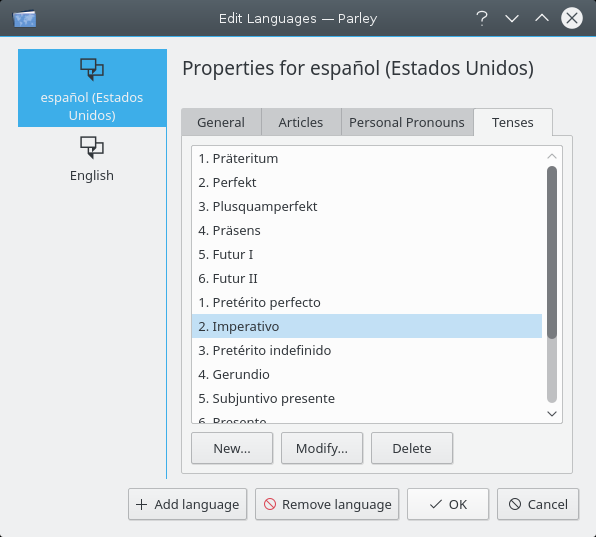 Edit Languages — Parley
español (Estados
Unidos)
English
Properties for español (Estados Unidos)
General
Articles
Personal Pronouns
Tenses
1. Präteritum
2. Perfekt
3. Plusquamperfekt
4. Präsens
5. Futur I
6. Futur II
1. Pretérito perfecto
2. Imperativo
3. Pretérito indefinido
4. Gerundio
5. Subjuntivo presente
6. Presente
New...
Modify...
Delete
Add language
Remove language
OK
Cancel